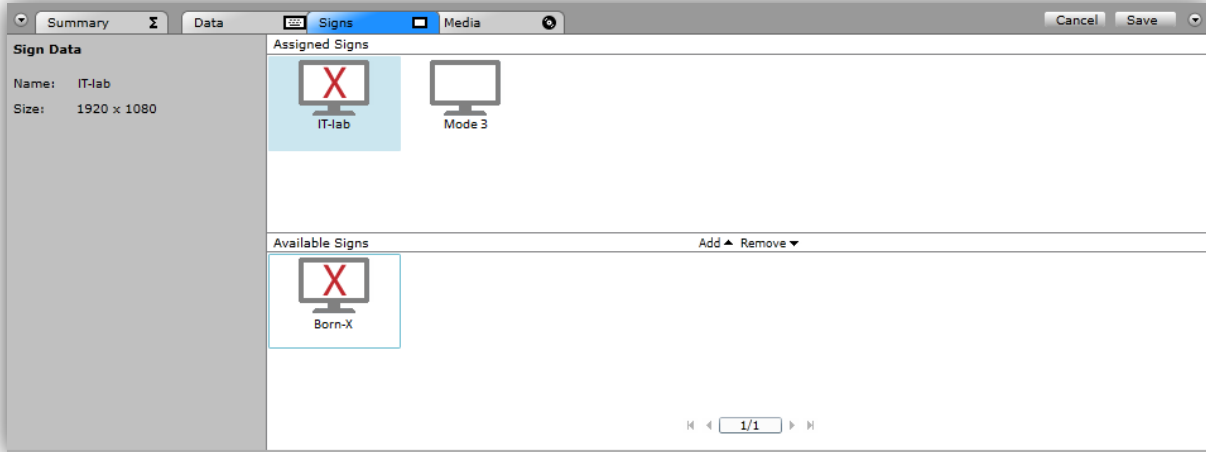 Summary Σ Data Signs Media Cancel Save
Sign Data
Name: IT-lab
Size: 1920 x 1080
Assigned Signs
X
IT-lab Mode 3
Available Signs Add Remove
X
Born-X
1/1